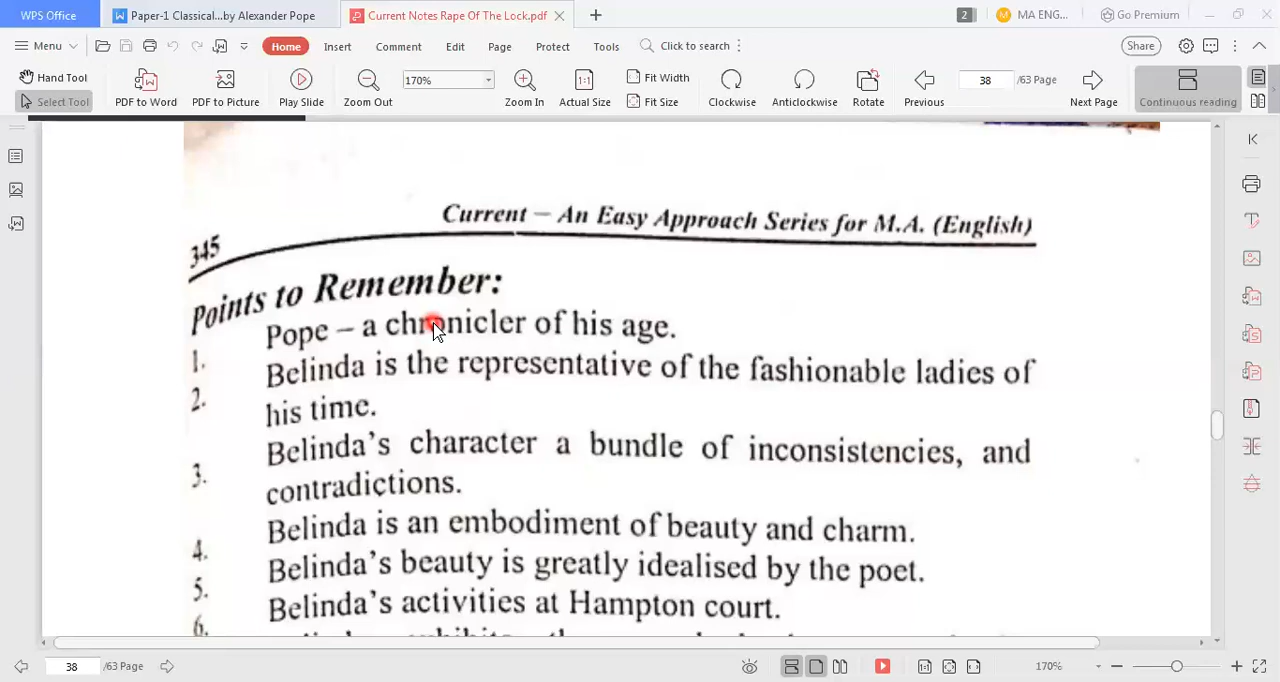 WPS Office
Paper-1 Classical...by Alexander Pope
Current Notes Rape Of The Lock.pdf
2
MA ENG...
Go Premium
Menu
Home
Insert
Comment
Edit
Page
Protect
Tools
Click to search
Share
Hand Tool
Select Tool
PDF to Word
PDF to Picture
Play Slide
Zoom Out
170%
Zoom In
1:1
Actual Size
Fit Width
Fit Size
Clockwise
Anticlockwise
Rotate
Previous
38 /63 Page
Next Page
Continuous reading
Current – An Easy Approach Series for M.A. (English)
345
Points to Remember:
1. Pope – a chronicler of his age.
2. Belinda is the representative of the fashionable ladies of
his time.
3. Belinda's character a bundle of inconsistencies, and
contradictions.
4. Belinda is an embodiment of beauty and charm.
5. Belinda's beauty is greatly idealised by the poet.
6. Belinda's activities at Hampton court.
38 /63 Page
170%